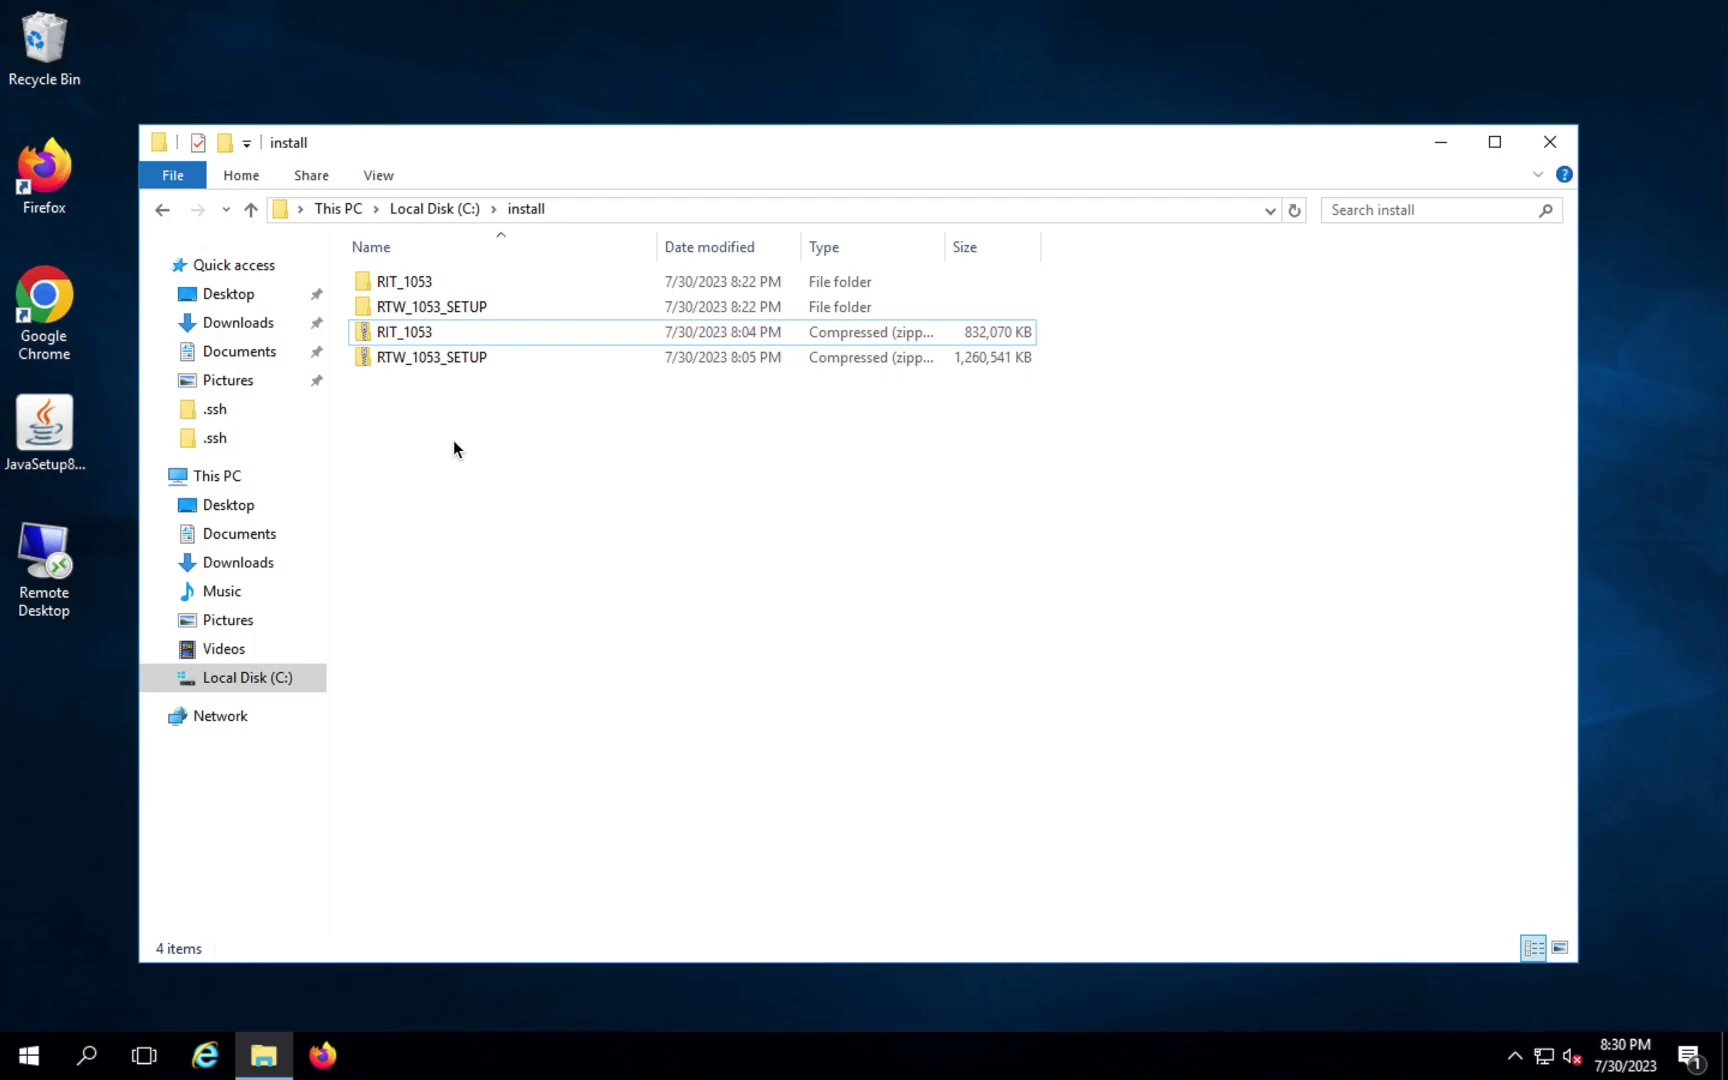 Recycle Bin
Firefox
Google
Chrome
JavaSetup8...
Remote
Desktop
install
File Home Share View
This PC Local Disk (C:) install
Search install
Name Date modified Type Size
RIT_1053 7/30/2023 8:22 PM File folder
RTW_1053_SETUP 7/30/2023 8:22 PM File folder
RIT_1053 7/30/2023 8:04 PM Compressed (zipp... 832,070 KB
RTW_1053_SETUP 7/30/2023 8:05 PM Compressed (zipp... 1,260,541 KB
Quick access
Desktop
Downloads
Documents
Pictures
.ssh
.ssh
This PC
Desktop
Documents
Downloads
Music
Pictures
Videos
Local Disk (C:)
Network
4 items
8:30 PM
7/30/2023
1